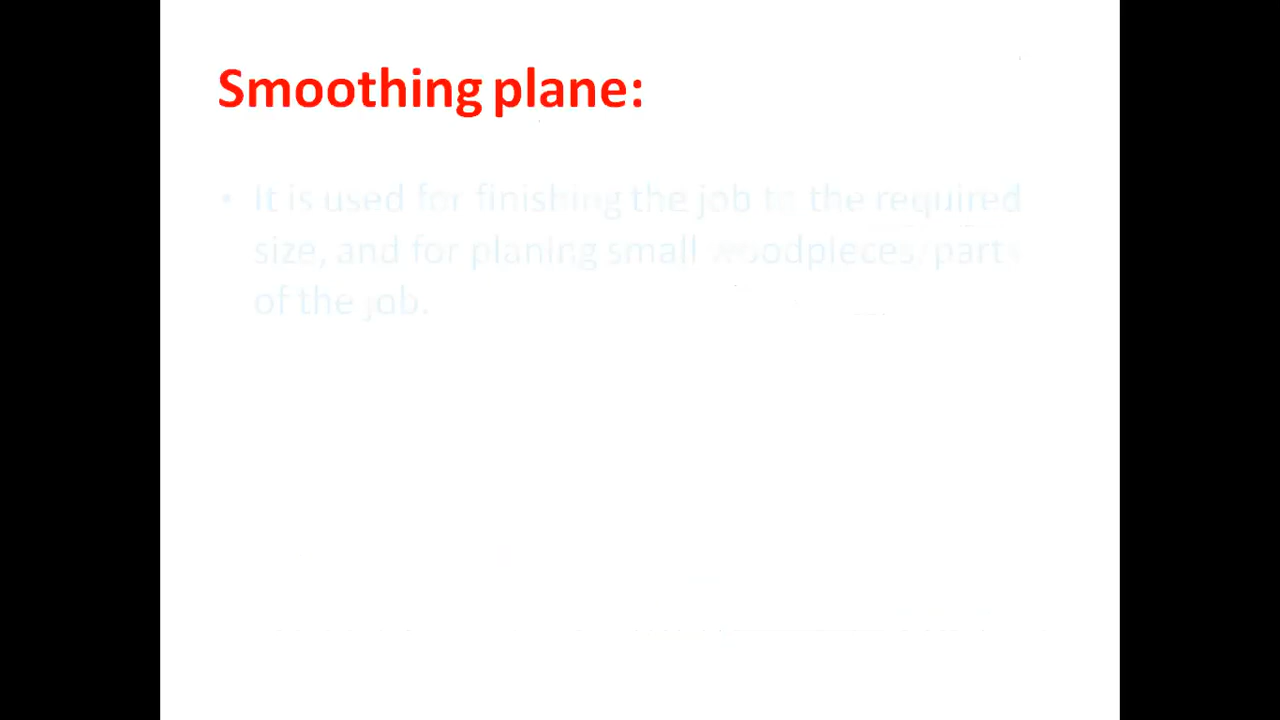 Smoothing plane:
• It is used for finishing the job to the required
size, and for planing small woodpieces, parts
of the job.